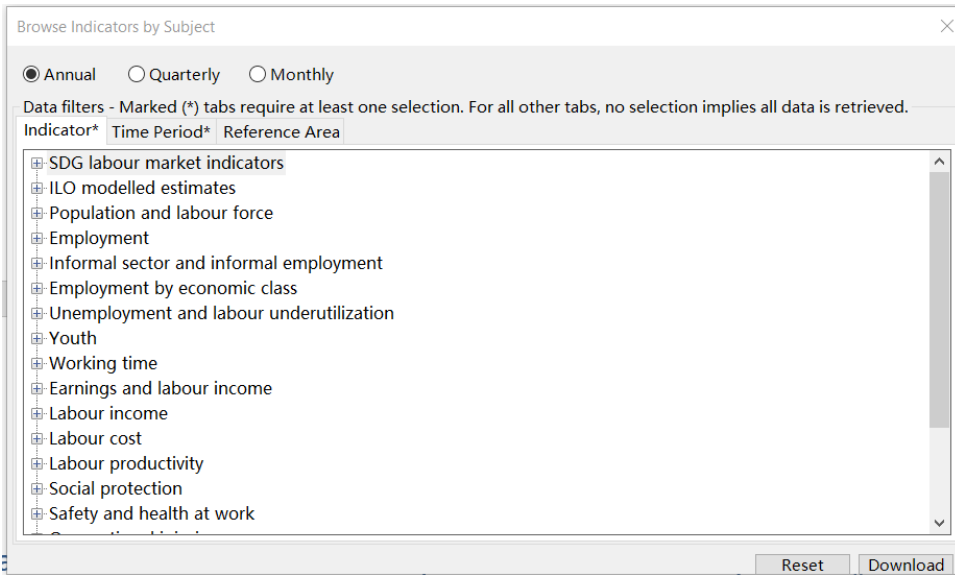 Browse Indicators by Subject
Annual Quarterly Monthly
Data filters - Marked (*) tabs require at least one selection. For all other tabs, no selection implies all data is retrieved.
Indicator* Time Period* Reference Area
SDG labour market indicators
ILO modelled estimates
Population and labour force
Employment
Informal sector and informal employment
Employment by economic class
Unemployment and labour underutilization
Youth
Working time
Earnings and labour income
Labour income
Labour cost
Labour productivity
Social protection
Safety and health at work
Reset Download